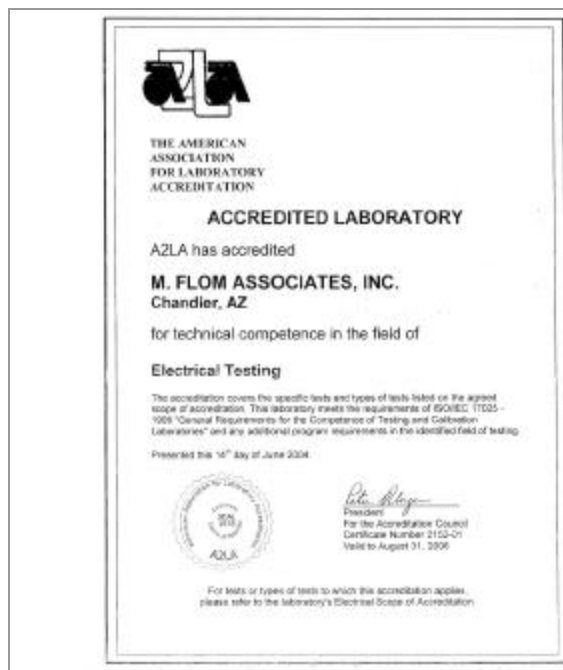 A2LA
THE AMERICAN
ASSOCIATION
FOR LABORATORY
ACCREDITATION
ACCREDITED LABORATORY
A2LA has accredited
M. FLOM ASSOCIATES, INC.
Chandler, AZ
for technical competence in the field of
Electrical Testing
The accreditation covers the specific tests and types of tests listed on the agreed
scope of accreditation. This laboratory meets the requirements of ISO/IEC 17025 -
1999 "General Requirements for the Competence of Testing and Calibration
Laboratories" and any additional program requirements in the identified field of testing.
Presented this 14th day of June 2004.
SEAL
A2LA
President
For the Accreditation Council
Certificate Number 2152-01
Valid to August 31, 2006
For tests or types of tests to which this accreditation applies,
please refer to the laboratory's Electrical Scope of Accreditation